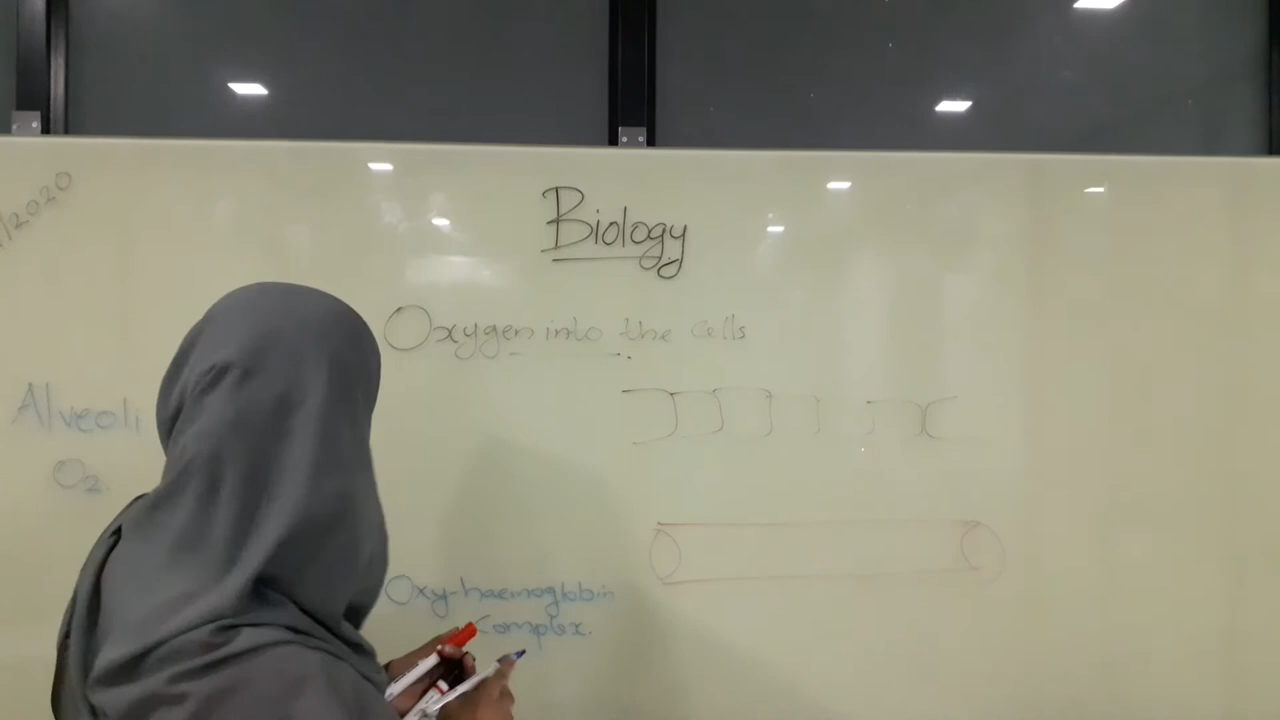 /2020
Biology
Oxygen into the cells
Alveoli
O₂
Oxy-haemoglobin
Complex.